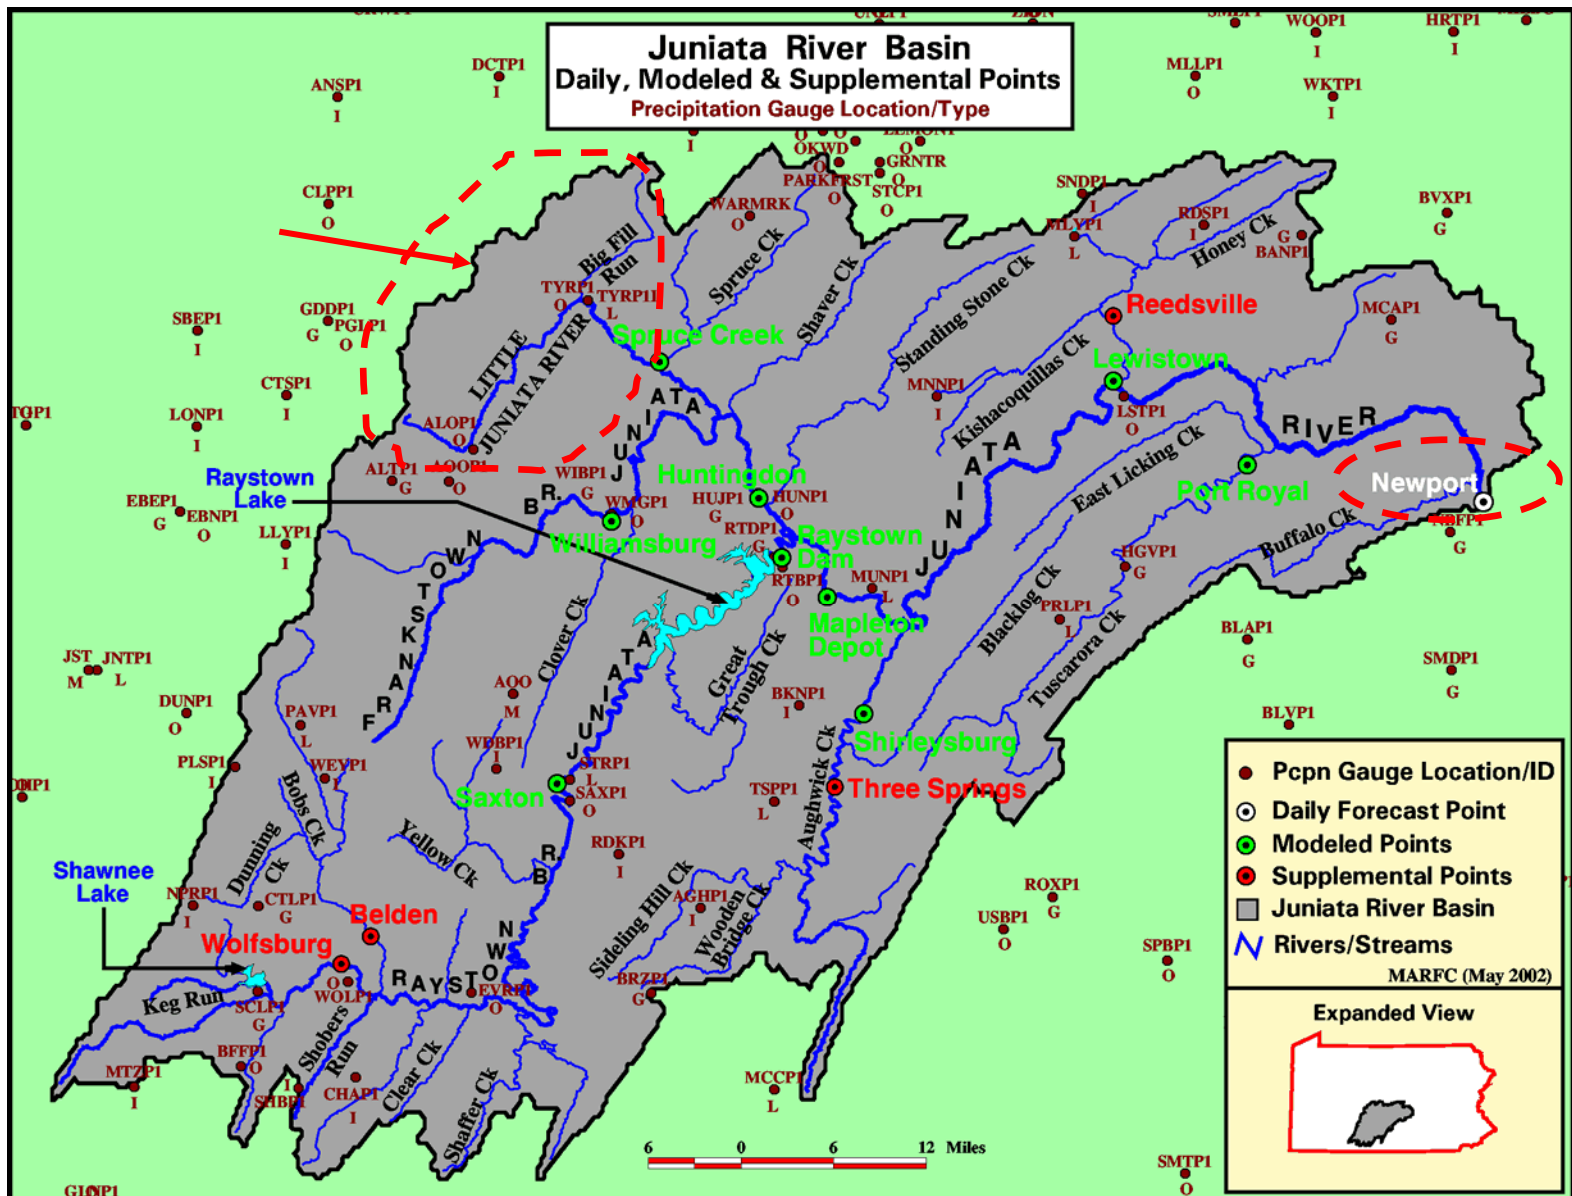 Juniata River Basin
Daily, Modeled & Supplemental Points
Precipitation Gauge Location/Type
DCTP1
I
ANSP1
I
CLPP1
O
MLLP1
O
WOOP1
I
HRTP1
I
WKTP1
I
I
OKWD
O
O
O
GRNTR
O
PARKFRST
O
STCP1
O
WARMRK
O
SNDP1
I
MLYP1
L
RDSP1
I
G
BANP1
BVXP1
G
Big Fill
Run
Spruce Ck
Shaver Ck
Standing Stone Ck
Honey Ck
TYRP1
O
TYRP1I
L
SBEP1
I
GDDP1
G
PGLP1
O
Spruce Creek
Reedsville
MCAP1
G
LITTLE
JUNIATA RIVER
Lewistown
Kishacoquillas Ck
MNNP1
I
LSTP1
O
CTSP1
I
LONP1
I
ALOP1
O
JUNIATA
RIVER
ALTP1
G
AOOP1
O
Raystown
Lake
WIBP1
G
WMGP1
O
Williamsburg
Huntingdon
HUJP1
G
HUNP1
O
RTDP1
G
Raystown
Dam
RTBP1
O
East Licking Ck
Port Royal
Newport
NBFP1
G
Buffalo Ck
EBEP1
G
EBNP1
O
LLYP1
I
FRANKSTOWN
BR.
JUNIATA
MUNP1
L
Mapleton
Depot
HGVP1
G
Blacklog Ck
PRLP1
L
Tuscarora Ck
BLAP1
G
SMDP1
G
BLVP1
JST
M
JNTP1
L
DUNP1
O
Clover Ck
Great
Trough Ck
AOO
M
BKNP1
I
Shirleysburg
PAVP1
L
PLSP1
I
WEYP1
WDBP1
I
STRP1
L
SAXP1
O
Saxton
TSPP1
L
Three Springs
Aughwick Ck
Bobs Ck
Dunning
Ck
Yellow Ck
RDKP1
I
Shawnee
Lake
NPRP1
I
CTLP1
G
Belden
Wolfsburg
O
WOLP1
RAYSTOWN
BR.
JUNIATA
EVRP1
O
Sideling Hill Ck
AGHP1
I
Wooden
Bridge Ck
BRZP1
G
ROXP1
G
USBP1
O
SPBP1
O
Keg Run
SCLP1
G
Shobers
Run
BFFP1
O
MTZP1
I
I
SHBP1
CHAP1
I
Clear Ck
Shaffer Ck
MCCP1
L
SMTP1
O
6 0 6 12 Miles
Pcpn Gauge Location/ID
Daily Forecast Point
Modeled Points
Supplemental Points
Juniata River Basin
Rivers/Streams
MARFC (May 2002)
Expanded View